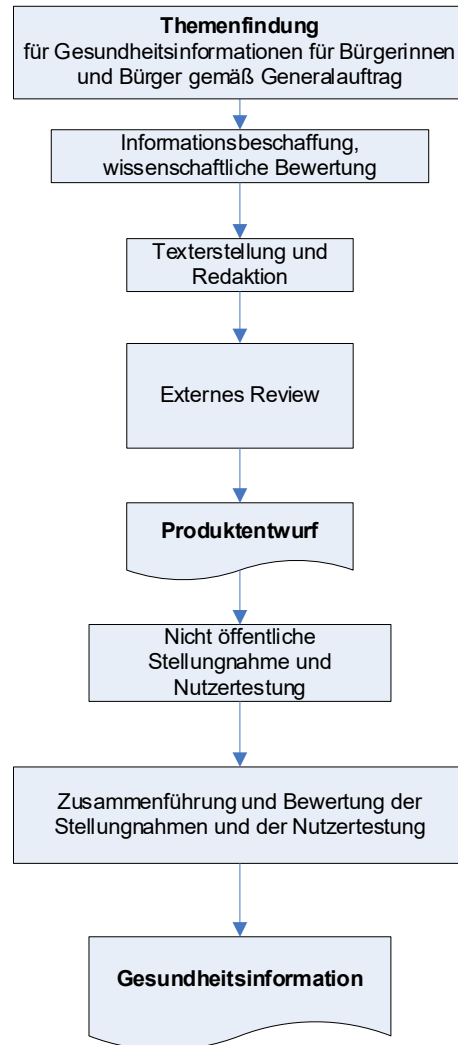 Themenfindung
für Gesundheitsinformationen für Bürgerinnen
und Bürger gemäß Generalauftrag
Informationsbeschaffung,
wissenschaftliche Bewertung
Texterstellung und
Redaktion
Externes Review
Produktentwurf
Nicht öffentliche
Stellungnahme und
Nutzertestung
Zusammenführung und Bewertung der
Stellungnahmen und der Nutzertestung
Gesundheitsinformation